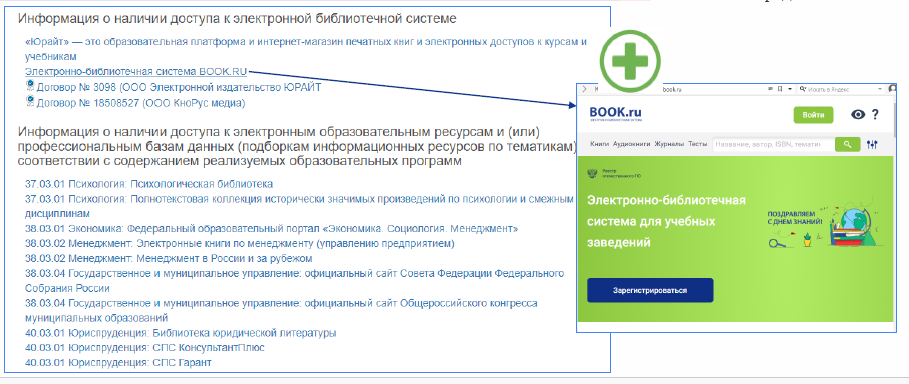 Информация о наличии доступа к электронной библиотечной системе
«Юрайт» — это образовательная платформа и интернет-магазин печатных книг и электронных доступов к курсам и
учебникам
Электронно-библиотечная система BOOK.RU
Договор № 3098 (ООО Электронной издательство ЮРАЙТ
Договор № 18508527 (ООО КноРус медиа)
Информация о наличии доступа к электронным образовательным ресурсам и (или)
профессиональным базам данных (подборкам информационных ресурсов по тематикам)
соответствии с содержанием реализуемых образовательных программ
37.03.01 Психология: Психологическая библиотека
37.03.01 Психология: Полнотекстовая коллекция исторически значимых произведений по психологии и смежным
дисциплинам
38.03.01 Экономика: Федеральный образовательный портал «Экономика. Социология. Менеджмент»
38.03.02 Менеджмент: Электронные книги по менеджменту (управлению предприятием)
38.03.02 Менеджмент: Менеджмент в России и за рубежом
38.03.04 Государственное и муниципальное управление: официальный сайт Совета Федерации Федерального
Собрания России
38.03.04 Государственное и муниципальное управление: официальный сайт Общероссийского конгресса
муниципальных образований
40.03.01 Юриспруденция: Библиотека юридической литературы
40.03.01 Юриспруденция: СПС КонсультантПлюс
40.03.01 Юриспруденция: СПС Гарант
book.ru
Искать в Яндекс
BOOK.ru
Войти
?
Книги Аудиокниги Журналы Тесты
Название, автор, ISBN, темати
Реестр
отечественного ПО
Электронно-библиотечная
система для учебных
заведений
ПОЗДРАВЛЯЕМ
С ДНЕМ ЗНАНИЙ!
Зарегистрироваться